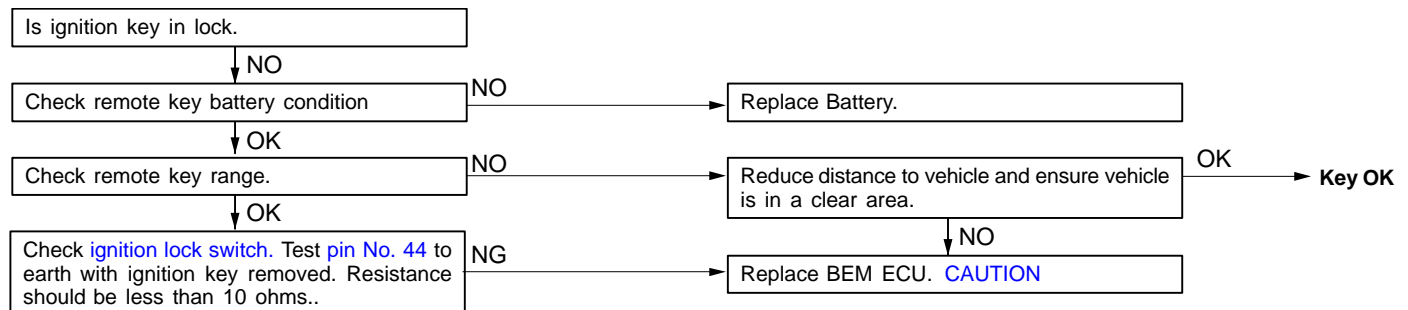 Is ignition key in lock.
NO
Check remote key battery condition
NO
Replace Battery.
OK
Check remote key range.
NO
Reduce distance to vehicle and ensure vehicle
is in a clear area.
OK
Key OK
OK
NO
Check ignition lock switch. Test pin No. 44 to
earth with ignition key removed. Resistance
should be less than 10 ohms..
NG
Replace BEM ECU. CAUTION